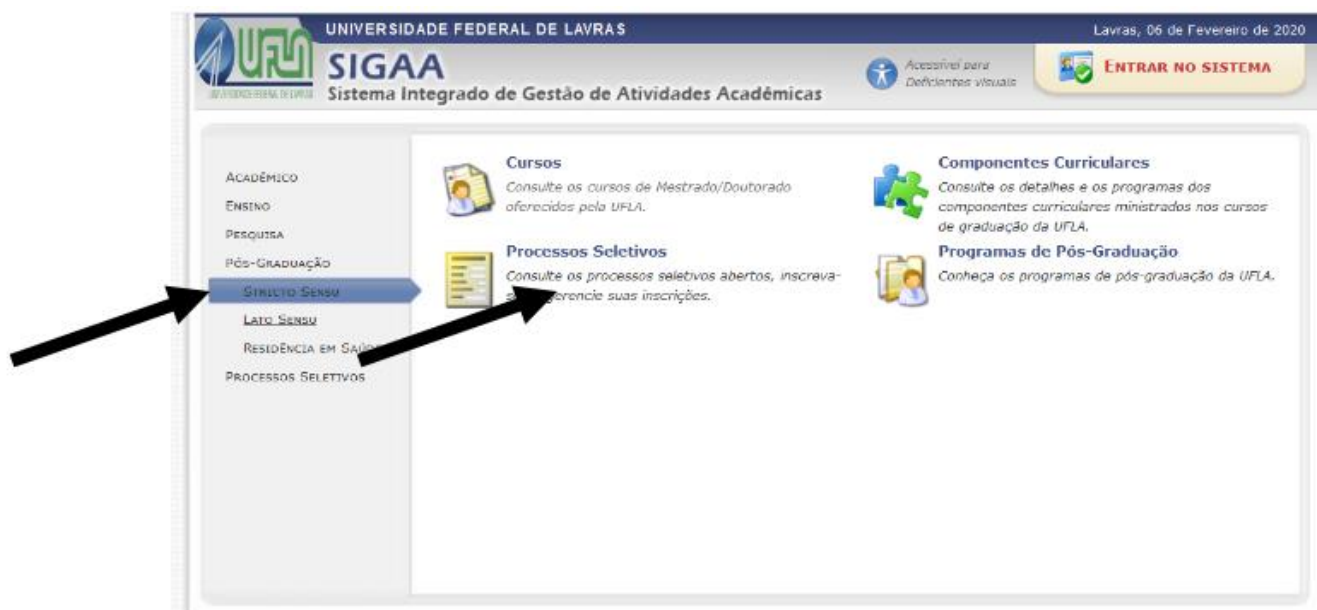 UNIVERSIDADE FEDERAL DE LAVRAS
Lavras, 06 de Fevereiro de 2020
UFLA
SIGAA
Sistema Integrado de Gestão de Atividades Acadêmicas
Acessível para
Deficientes visuais
ENTRAR NO SISTEMA
ACADÊMICO
ENSINO
PESQUISA
PÓS-GRADUAÇÃO
STRICTO SENSU
LATO SENSU
RESIDÊNCIA EM
PROCESSOS SELETIVOS
Cursos
Consulte os cursos de Mestrado/Doutorado
oferecidos pela UFLA.
Processos Seletivos
Consulte os processos seletivos abertos, inscreva-
gerencie suas inscrições.
Componentes Curriculares
Consulte os detalhes e os programas dos
componentes curriculares ministrados nos cursos
de graduação da UFLA.
Programas de Pós-Graduação
Conheça os programas de pós-graduação da UFLA.